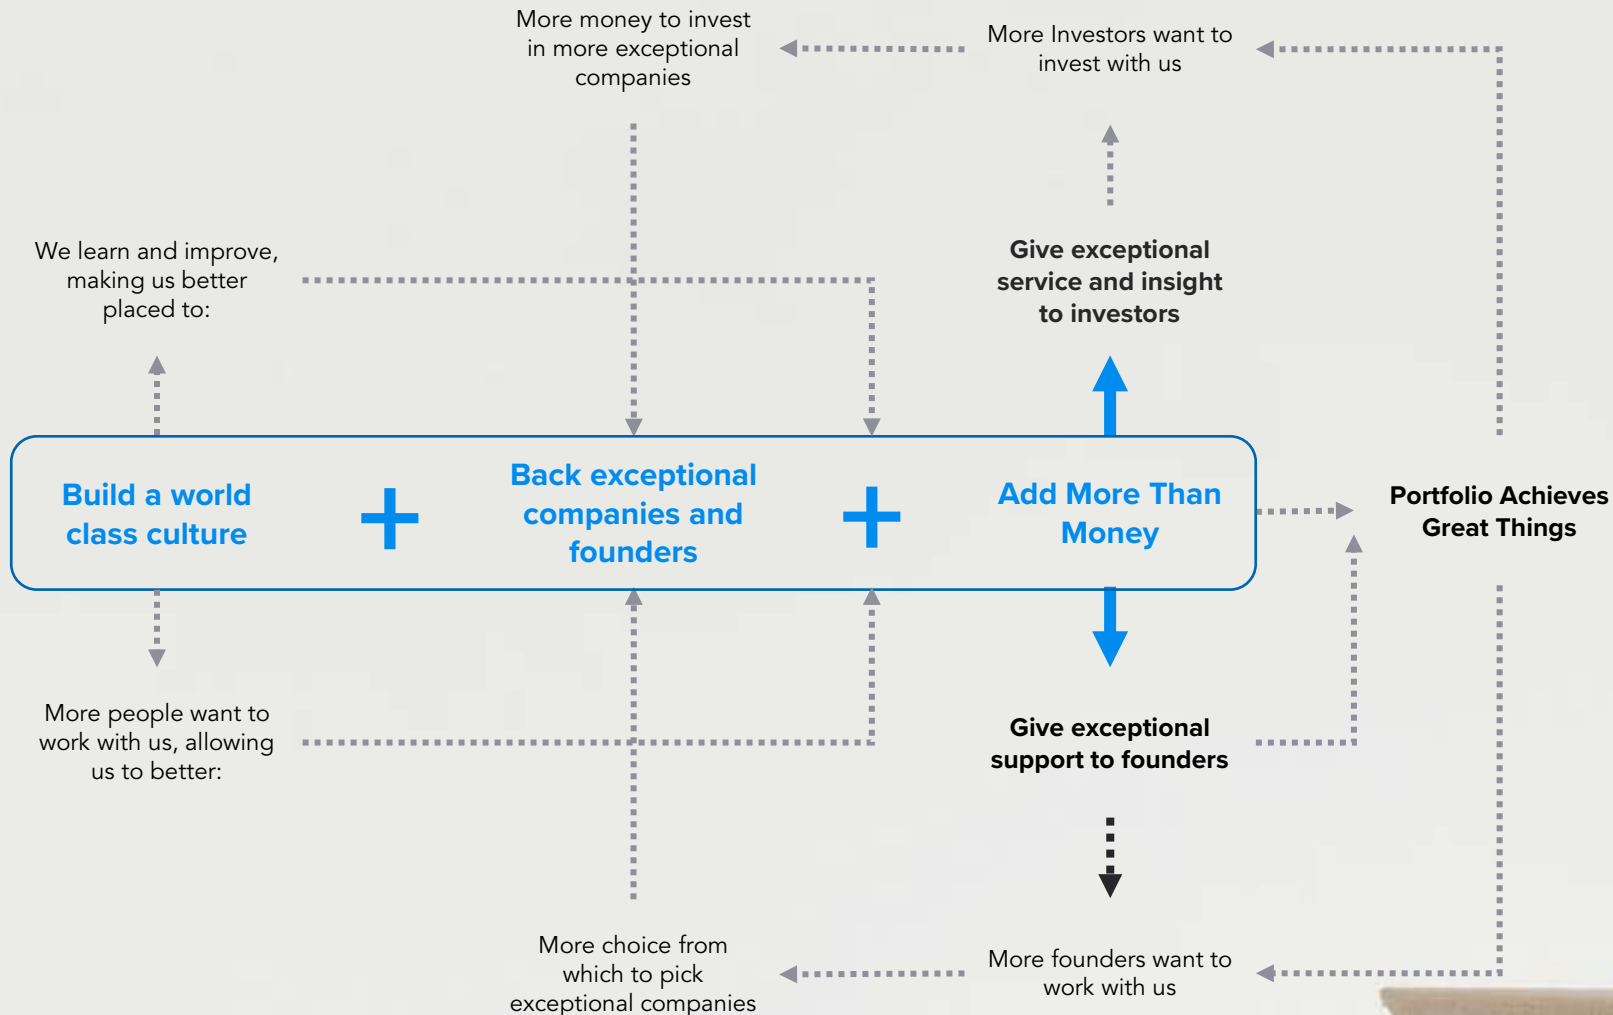 More money to invest
in more exceptional
companies
More Investors want to
invest with us
We learn and improve,
making us better
placed to:
Give exceptional
service and insight
to investors
Build a world
class culture
+
Back exceptional
companies and
founders
+
Add More Than
Money
Portfolio Achieves
Great Things
More people want to
work with us, allowing
us to better:
Give exceptional
support to founders
More choice from
which to pick
exceptional companies
More founders want to
work with us